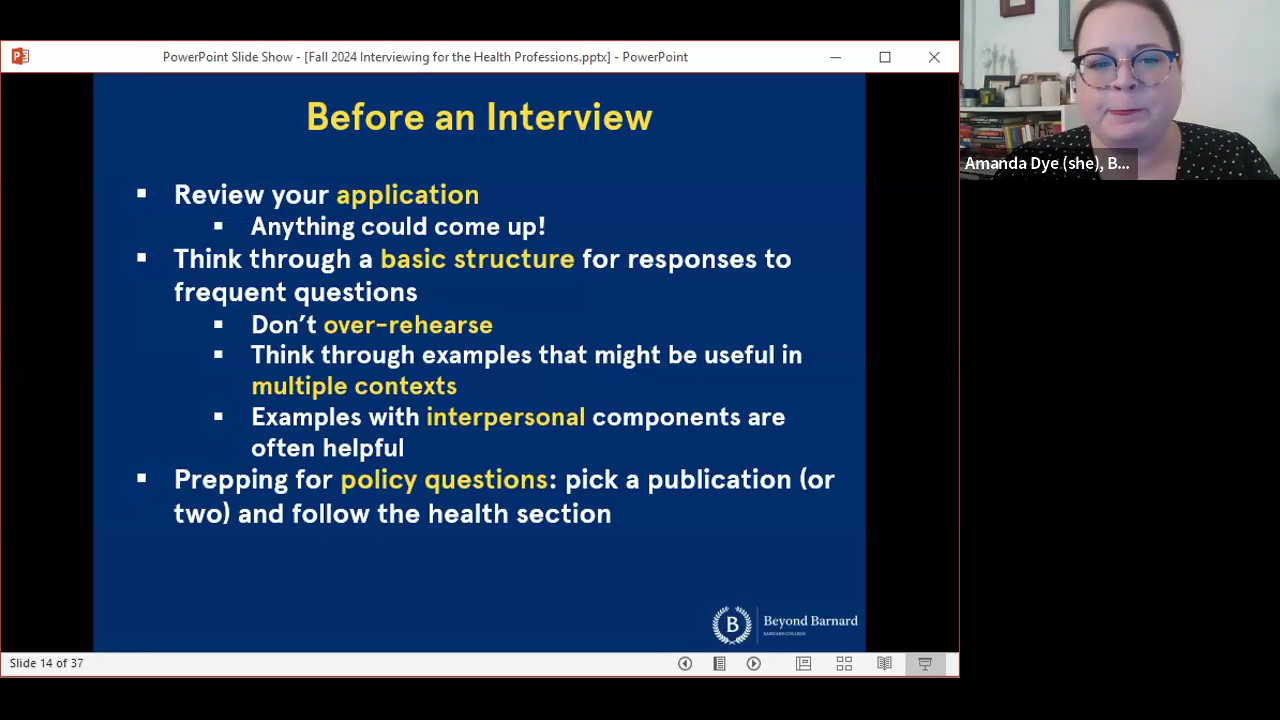 PowerPoint Slide Show - [Fall 2024 Interviewing for the Health Professions.pptx] - PowerPoint
Before an Interview
Review your application
Anything could come up!
Think through a basic structure for responses to
frequent questions
Don’t over-rehearse
Think through examples that might be useful in
multiple contexts
Examples with interpersonal components are
often helpful
Prepping for policy questions: pick a publication (or
two) and follow the health section
B
Beyond Barnard
BARNARD COLLEGE
Slide 14 of 37
Amanda Dye (she), B...